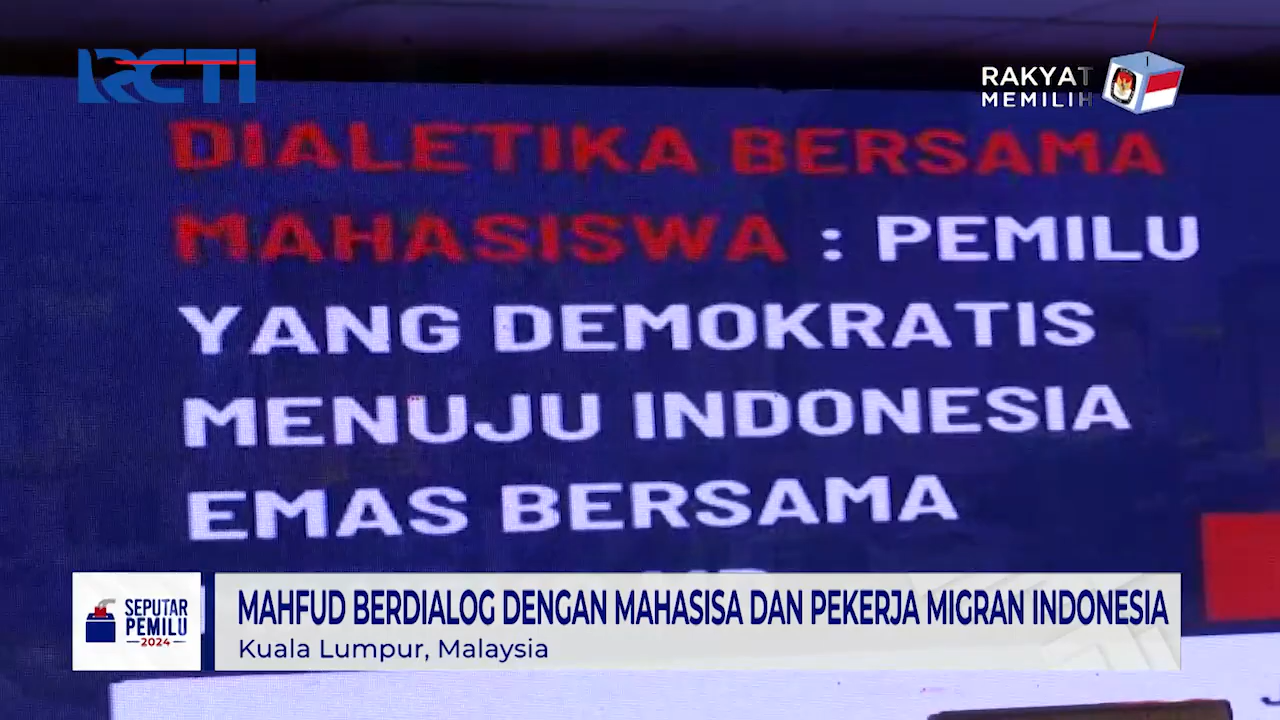 RCTI
RAKYAT
MEMILIH
DIALETIKA BERSAMA
MAHASISWA : PEMILU
YANG DEMOKRATIS
MENUJU INDONESIA
EMAS BERSAMA
SEPUTAR
PEMILU
2024
MAHFUD BERDIALOG DENGAN MAHASISA DAN PEKERJA MIGRAN INDONESIA
Kuala Lumpur, Malaysia